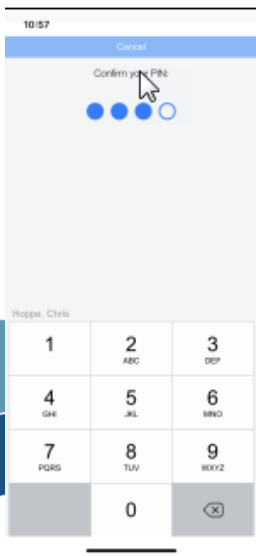 10:57
Cancel
Confirm your PIN:
Hoppe, Chris
1
2
ABC
3
DEF
4
GHI
5
JKL
6
MNO
7
PQRS
8
TUV
9
WXYZ
0